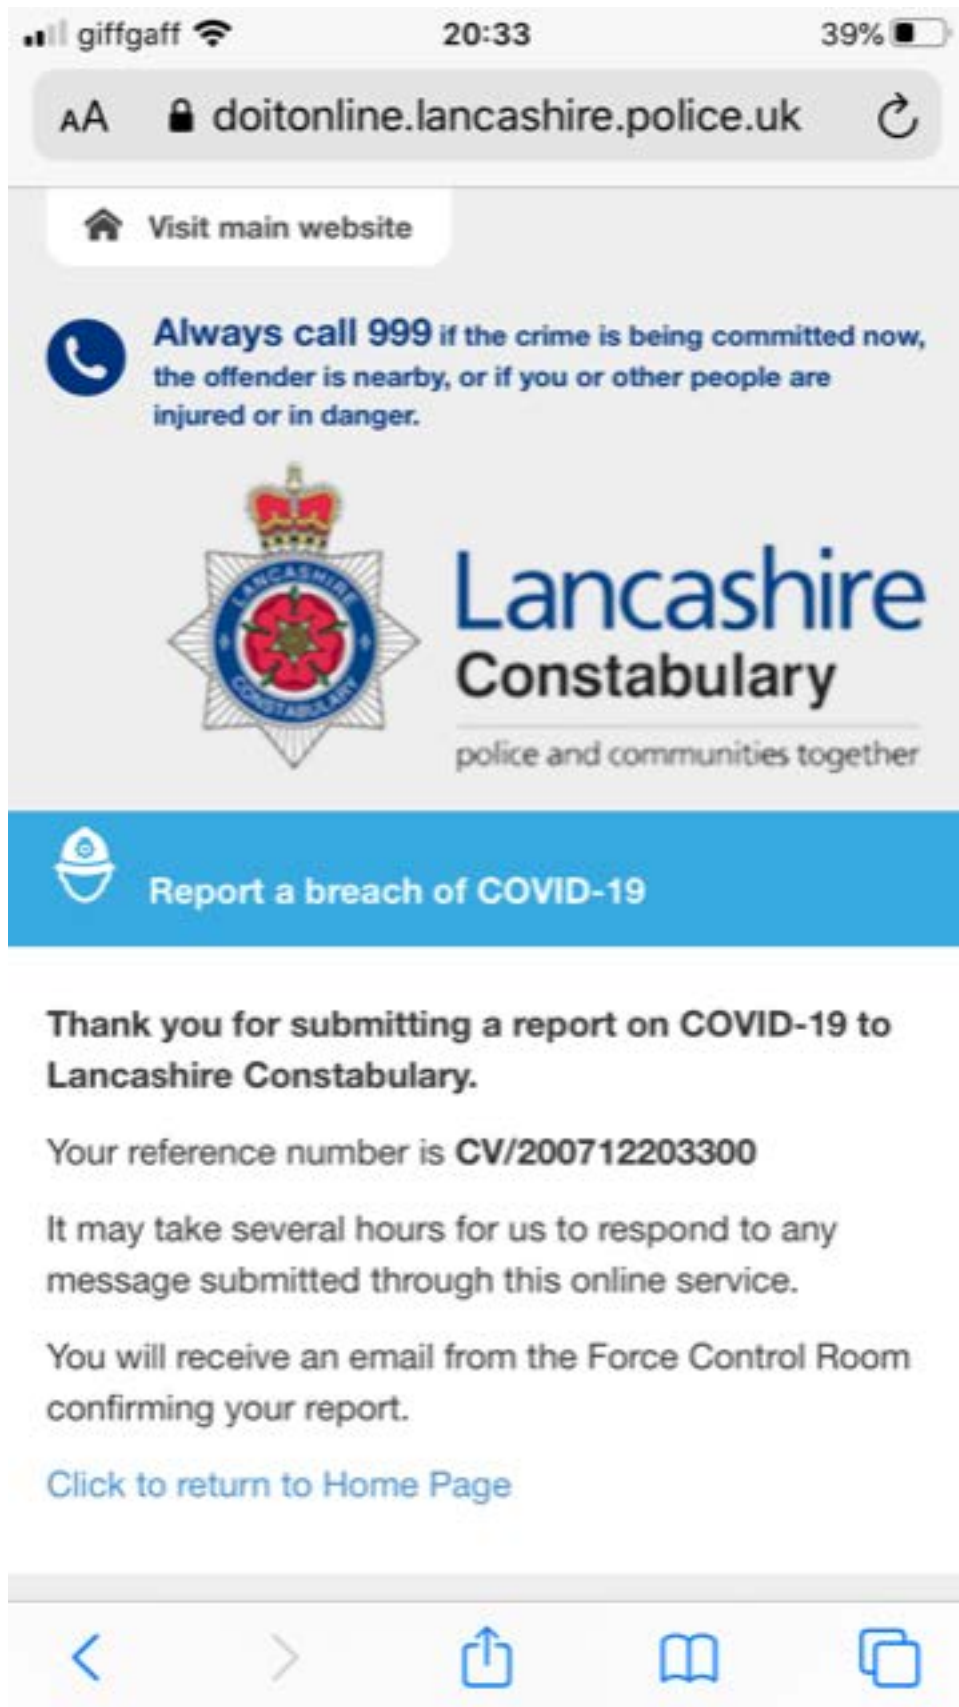 giffgaff 20:33 39%
AA doitonline.lancashire.police.uk
Visit main website
Always call 999 if the crime is being committed now,
the offender is nearby, or if you or other people are
injured or in danger.
LANCASHIRE
CONSTABULARY
Lancashire
Constabulary
police and communities together
Report a breach of COVID-19
Thank you for submitting a report on COVID-19 to
Lancashire Constabulary.
Your reference number is CV/200712203300
It may take several hours for us to respond to any
message submitted through this online service.
You will receive an email from the Force Control Room
confirming your report.
Click to return to Home Page